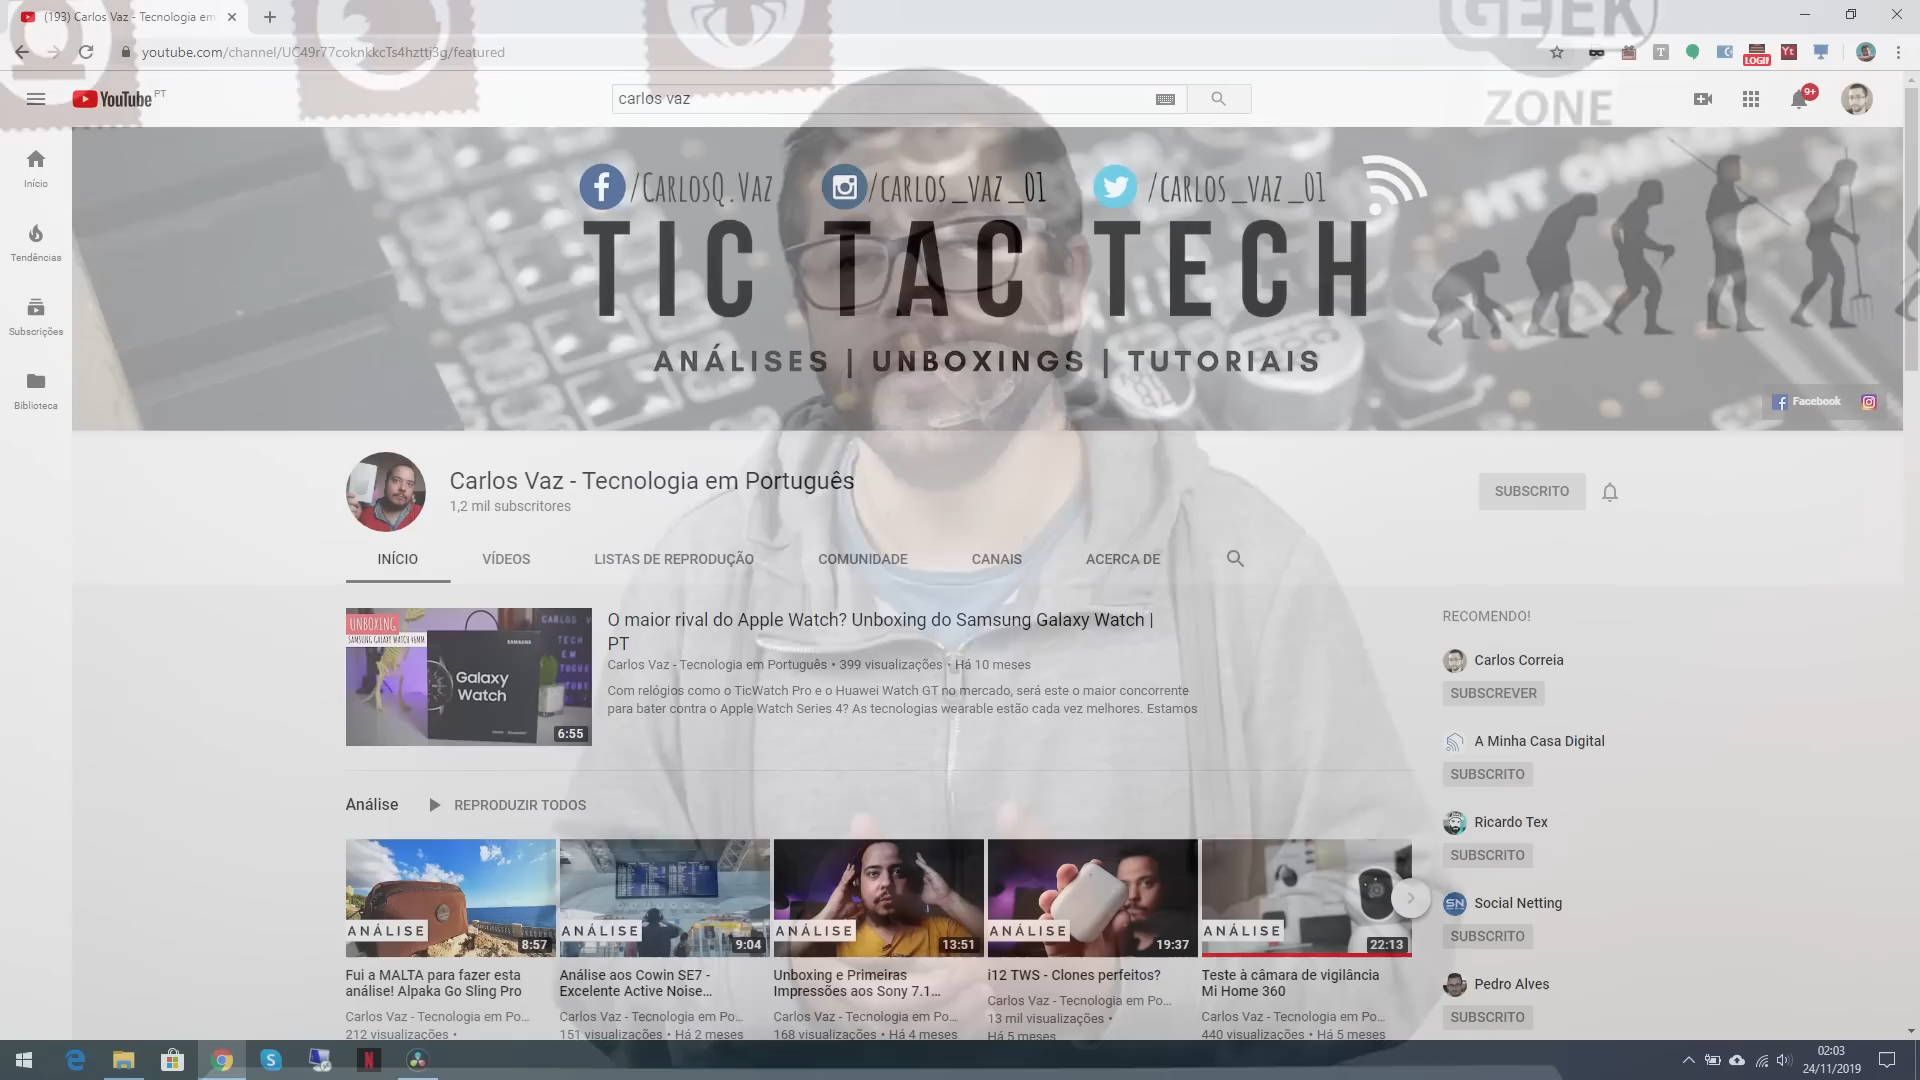 (193) Carlos Vaz - Tecnologia em
youtube.com/channel/UC49r77coknkkcTs4hzttj3g/featured
GEEK
ZONE
YouTube PT
carlos vaz
9+
Início
Tendências
Subscrições
Biblioteca
/CarlosQ.Vaz
/carlos_vaz_01
/carlos_vaz_01
TIC TAC TECH
ANÁLISES | UNBOXINGS | TUTORIAIS
Facebook
Carlos Vaz - Tecnologia em Português
1,2 mil subscritores
SUBSCRITO
INÍCIO
VÍDEOS
LISTAS DE REPRODUÇÃO
COMUNIDADE
CANAIS
ACERCA DE
UNBOXING
SAMSUNG GALAXY WATCH 46MM
SAMSUNG
Galaxy
Watch
6:55
O maior rival do Apple Watch? Unboxing do Samsung Galaxy Watch |
PT
Carlos Vaz - Tecnologia em Português • 399 visualizações • Há 10 meses
Com relógios como o TicWatch Pro e o Huawei Watch GT no mercado, será este o maior concorrente
para bater contra o Apple Watch Series 4? As tecnologias wearable estão cada vez melhores. Estamos
RECOMENDO!
Carlos Correia
SUBSCREVER
A Minha Casa Digital
SUBSCRITO
Ricardo Tex
SUBSCRITO
SN
Social Netting
SUBSCRITO
Pedro Alves
SUBSCRITO
Análise
REPRODUZIR TODOS
ANÁLISE
8:57
ANÁLISE
9:04
ANÁLISE
13:51
ANÁLISE
19:37
ANÁLISE
22:13
Fui a MALTA para fazer esta
análise! Alpaka Go Sling Pro
Carlos Vaz - Tecnologia em Po...
212 visualizações •
Análise aos Cowin SE7 -
Excelente Active Noise...
Carlos Vaz - Tecnologia em Po...
151 visualizações • Há 2 meses
Unboxing e Primeiras
Impressões aos Sony 7.1...
Carlos Vaz - Tecnologia em Po...
168 visualizações • Há 4 meses
i12 TWS - Clones perfeitos?
Carlos Vaz - Tecnologia em Po...
13 mil visualizações •
Há 5 meses
Teste à câmara de vigilância
Mi Home 360
Carlos Vaz - Tecnologia em Po...
440 visualizações • Há 5 meses
02:03
24/11/2019